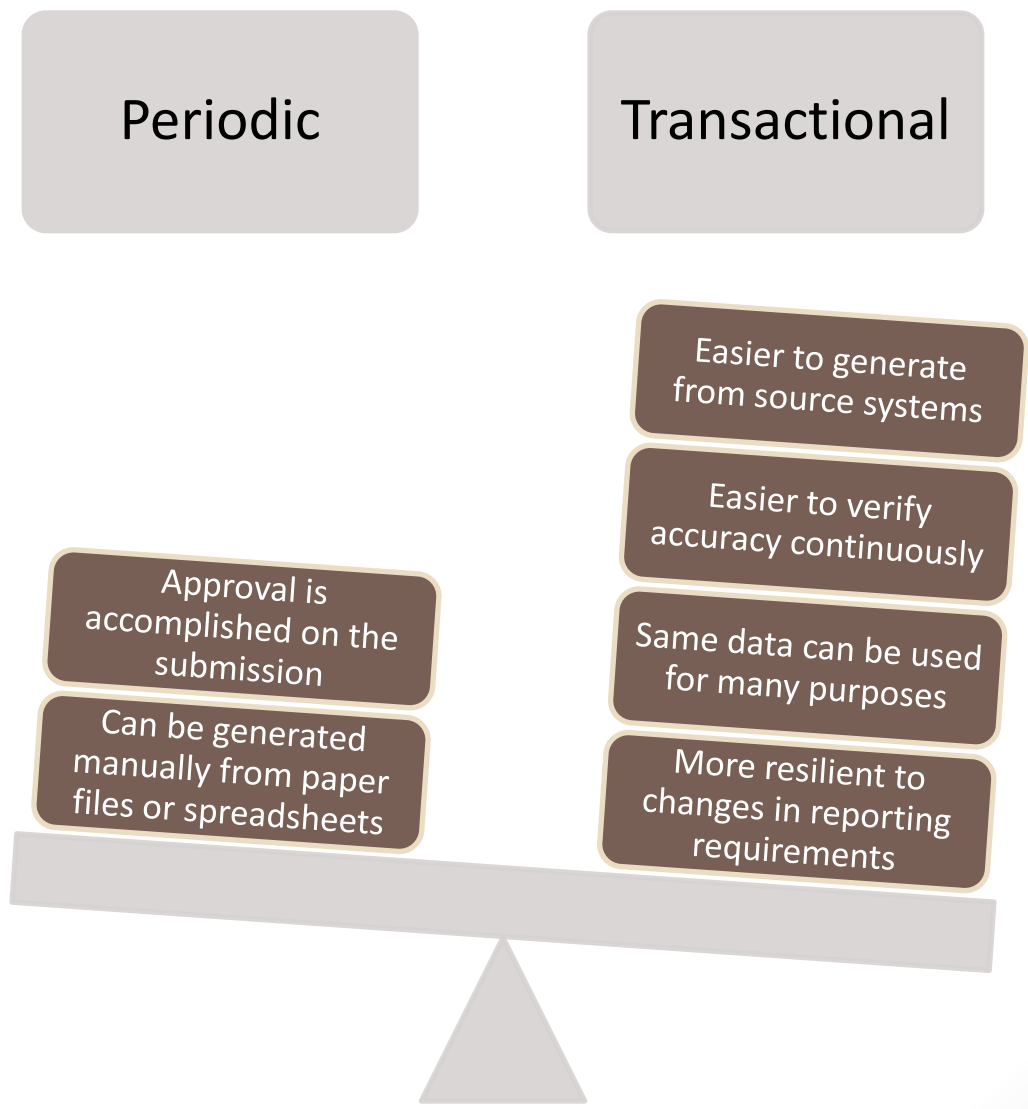 Periodic
Transactional
Approval is
accomplished on the
submission
Can be generated
manually from paper
files or spreadsheets
Easier to generate
from source systems
Easier to verify
accuracy continuously
Same data can be used
for many purposes
More resilient to
changes in reporting
requirements